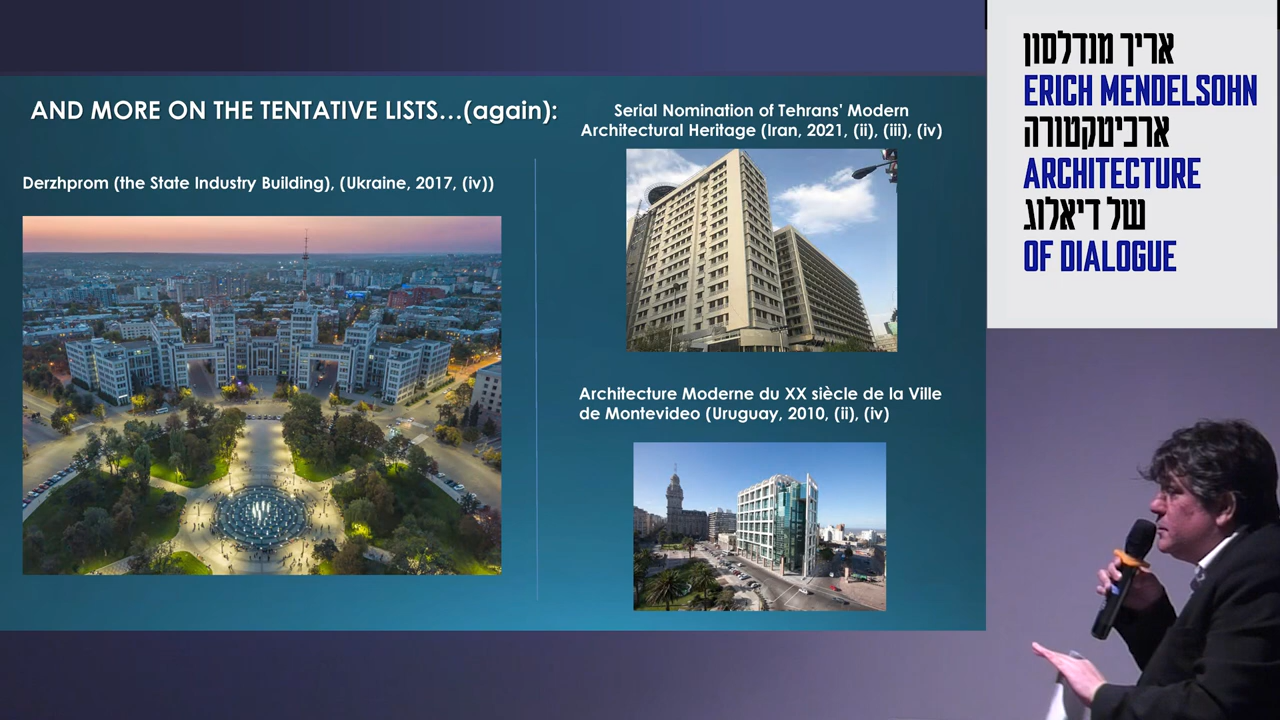 AND MORE ON THE TENTATIVE LISTS…(again):
Derzhprom (the State Industry Building), (Ukraine, 2017, (iv))
Serial Nomination of Tehrans' Modern
Architectural Heritage (Iran, 2021, (ii), (iii), (iv)
Architecture Moderne du XX siècle de la Ville
de Montevideo (Uruguay, 2010, (ii), (iv)
אריך מנדלסון
ERICH MENDELSOHN
ארכיטקטורה
ARCHITECTURE
של דיאלוג
OF DIALOGUE